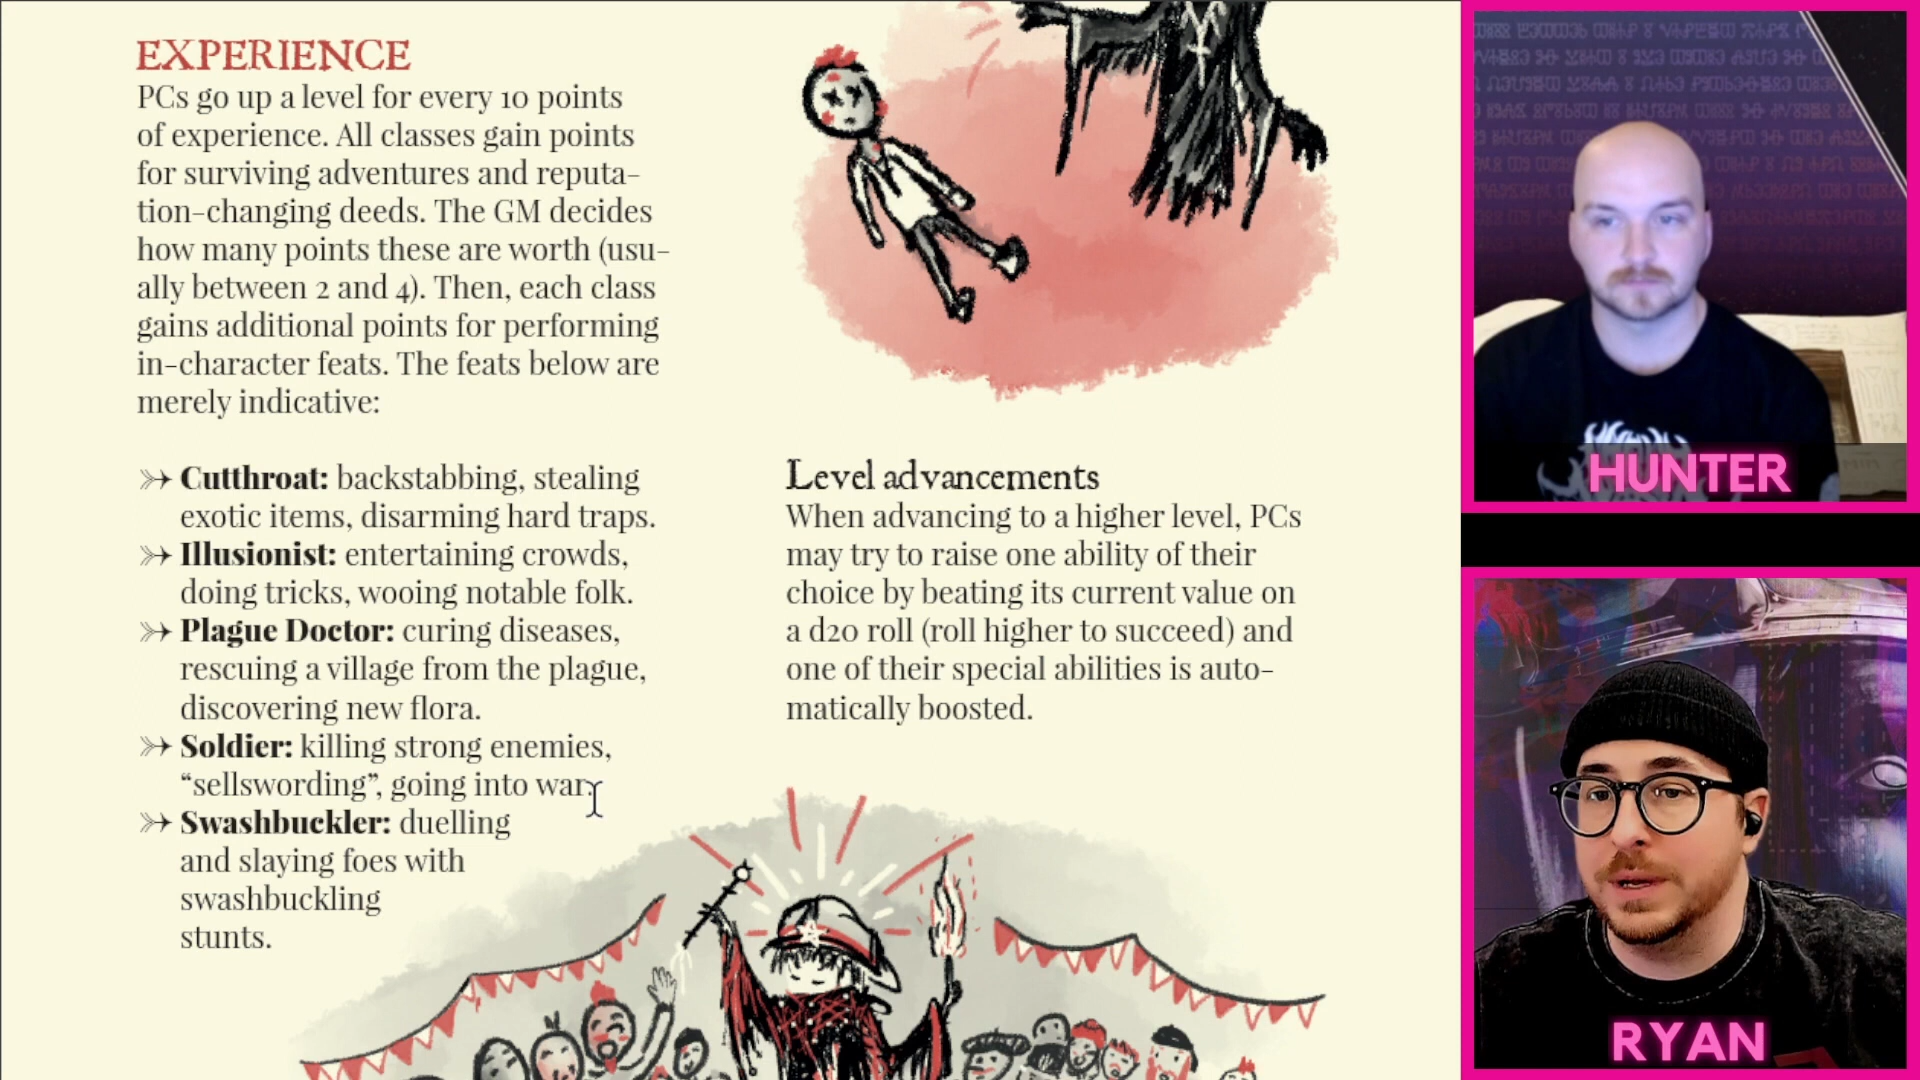 EXPERIENCE
PCs go up a level for every 10 points
of experience. All classes gain points
for surviving adventures and reputa-
tion-changing deeds. The GM decides
how many points these are worth (usu-
ally between 2 and 4). Then, each class
gains additional points for performing
in-character feats. The feats below are
merely indicative:
Cutthroat: backstabbing, stealing
exotic items, disarming hard traps.
Illusionist: entertaining crowds,
doing tricks, wooing notable folk.
Plague Doctor: curing diseases,
rescuing a village from the plague,
discovering new flora.
Soldier: killing strong enemies,
“sellswording”, going into war.
Swashbuckler: duelling
and slaying foes with
swashbuckling
stunts.
Level advancements
When advancing to a higher level, PCs
may try to raise one ability of their
choice by beating its current value on
a d20 roll (roll higher to succeed) and
one of their special abilities is auto-
matically boosted.
HUNTER
RYAN